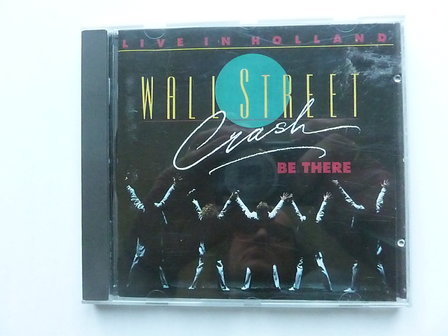 LIVE IN HOLLAND
WALL STREET
Crash
BE THERE